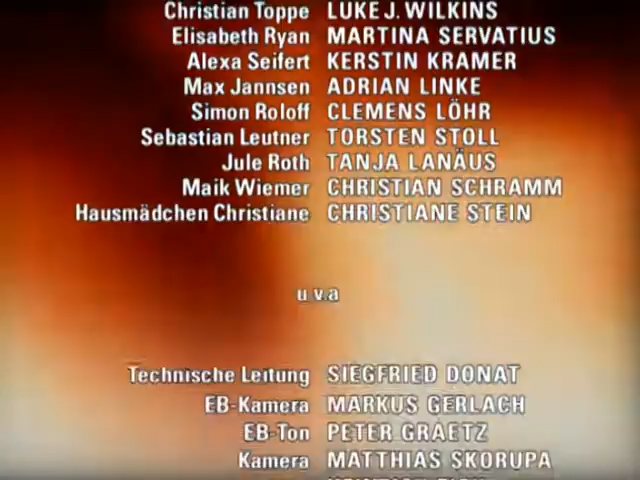 Christian Toppe LUKE J. WILKINS
Elisabeth Ryan MARTINA SERVATIUS
Alexa Seifert KERSTIN KRAMER
Max Jannsen ADRIAN LINKE
Simon Roloff CLEMENS LÖHR
Sebastian Leutner TORSTEN STOLL
Jule Roth TANJA LANÄUS
Maik Wiemer CHRISTIAN SCHRAMM
Hausmädchen Christiane CHRISTIANE STEIN
u.v.a
Technische Leitung SIEGFRIED DONAT
EB-Kamera MARKUS GERLACH
EB-Ton PETER GRAETZ
Kamera MATTHIAS SKORUPA